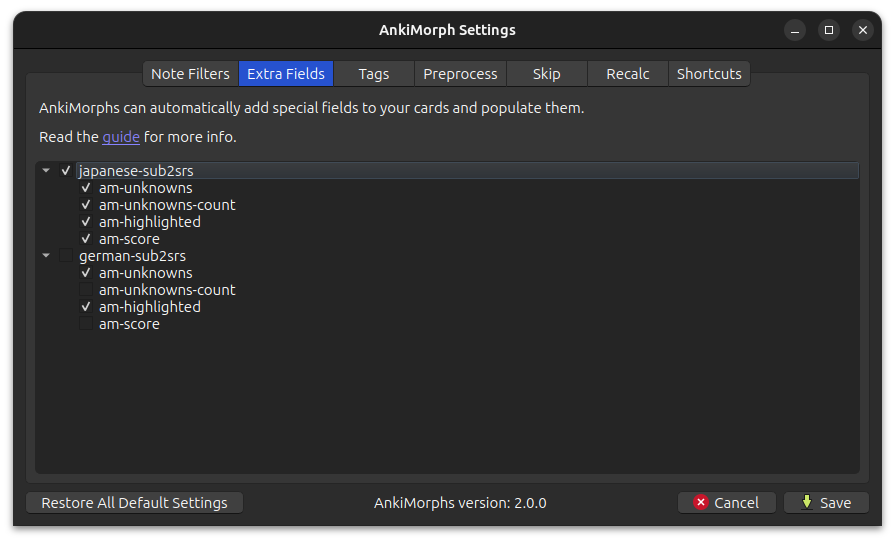 AnkiMorph Settings
Note Filters Extra Fields Tags Preprocess Skip Recalc Shortcuts
AnkiMorphs can automatically add special fields to your cards and populate them.
Read the guide for more info.
japanese-sub2srs
am-unknowns
am-unknowns-count
am-highlighted
am-score
german-sub2srs
am-unknowns
am-unknowns-count
am-highlighted
am-score
Restore All Default Settings AnkiMorphs version: 2.0.0 Cancel Save